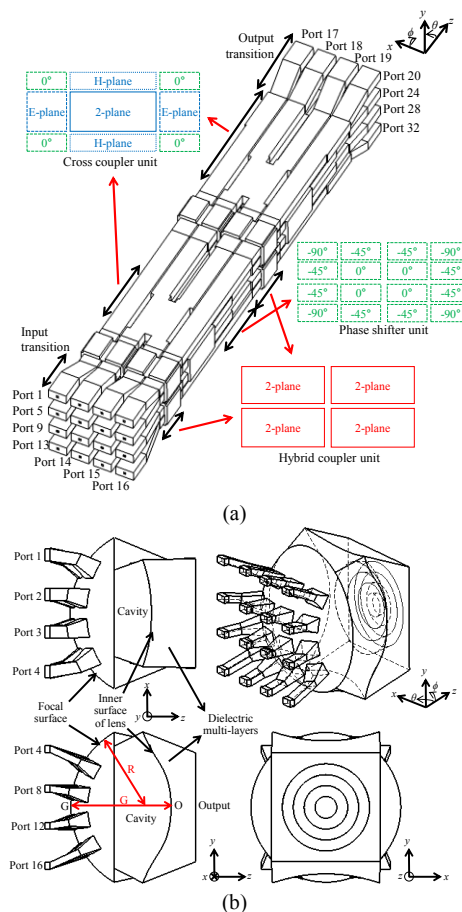 Output
transition
Port 17
Port 18
Port 19
Port 20
Port 24
Port 28
Port 32
y
θ
ϕ
x
z
0° H-plane 0°
E-plane 2-plane E-plane
0° H-plane 0°
Cross coupler unit
-90° -45° -45° -90°
-45° 0° 0° -45°
-45° 0° 0° -45°
-90° -45° -45° -90°
Phase shifter unit
Input
transition
Port 1
Port 5
Port 9
Port 13
Port 14
Port 15
Port 16
2-plane 2-plane
2-plane 2-plane
Hybrid coupler unit
(a)
Port 1
Port 2
Port 3
Port 4
Cavity
Focal
surface
Inner
surface
of lens
x
y
z
Dielectric
multi-layers
y
ϕ
θ
x
z
Port 4
Port 8
Port 12
Port 16
R
G
G
Cavity
O
Output
y
x
z
y
z
x
(b)